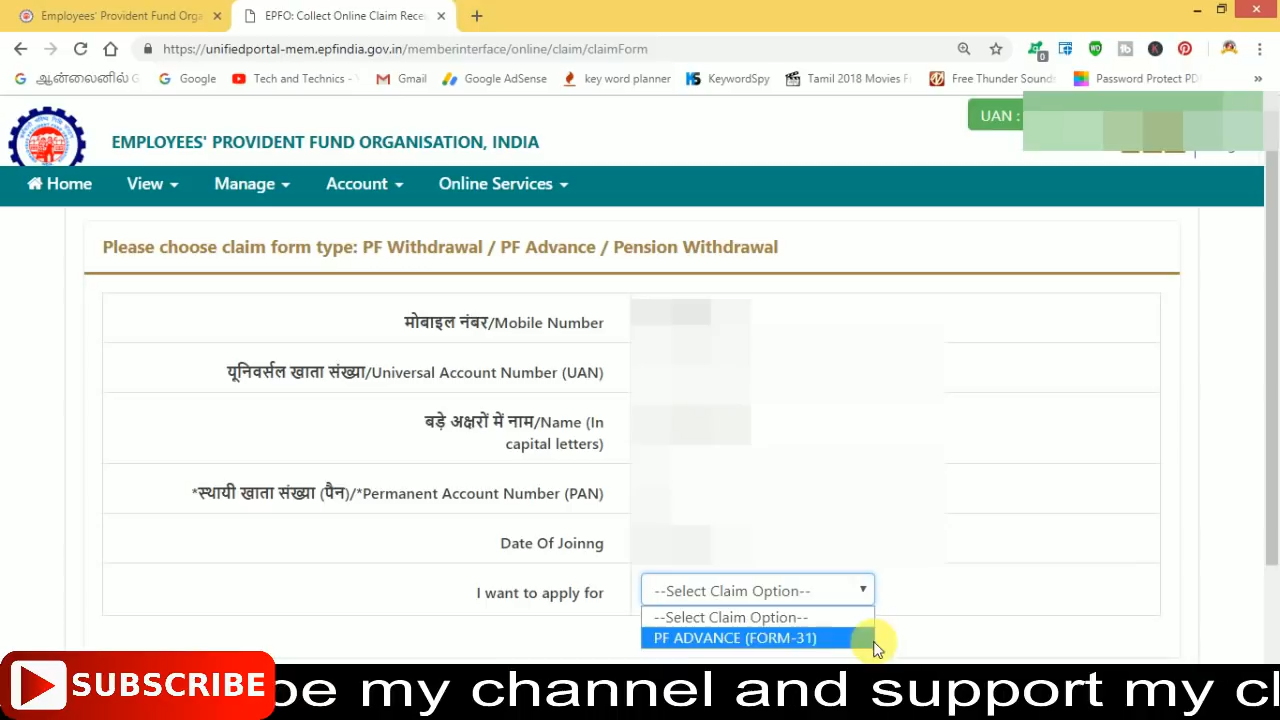 Employees' Provident Fund Orga
EPFO: Collect Online Claim Rece
https://unifiedportal-mem.epfindia.gov.in/memberinterface/online/claim/claimForm
ஆன்லைனில் G
Google
Tech and Technics -
Gmail
Google AdSense
key word planner
KeywordSpy
Tamil 2018 Movies F
Free Thunder Sounds
Password Protect PD
»
UAN :
EMPLOYEES' PROVIDENT FUND ORGANISATION, INDIA
Home View Manage Account Online Services
Please choose claim form type: PF Withdrawal / PF Advance / Pension Withdrawal
मोबाइल नंबर/Mobile Number
यूनिवर्सल खाता संख्या/Universal Account Number (UAN)
बड़े अक्षरों में नाम/Name (In
capital letters)
*स्थायी खाता संख्या (पैन)/*Permanent Account Number (PAN)
Date Of Joinng
I want to apply for
--Select Claim Option--
--Select Claim Option--
PF ADVANCE (FORM-31)
SUBSCRIBE
be my channel and support my cl